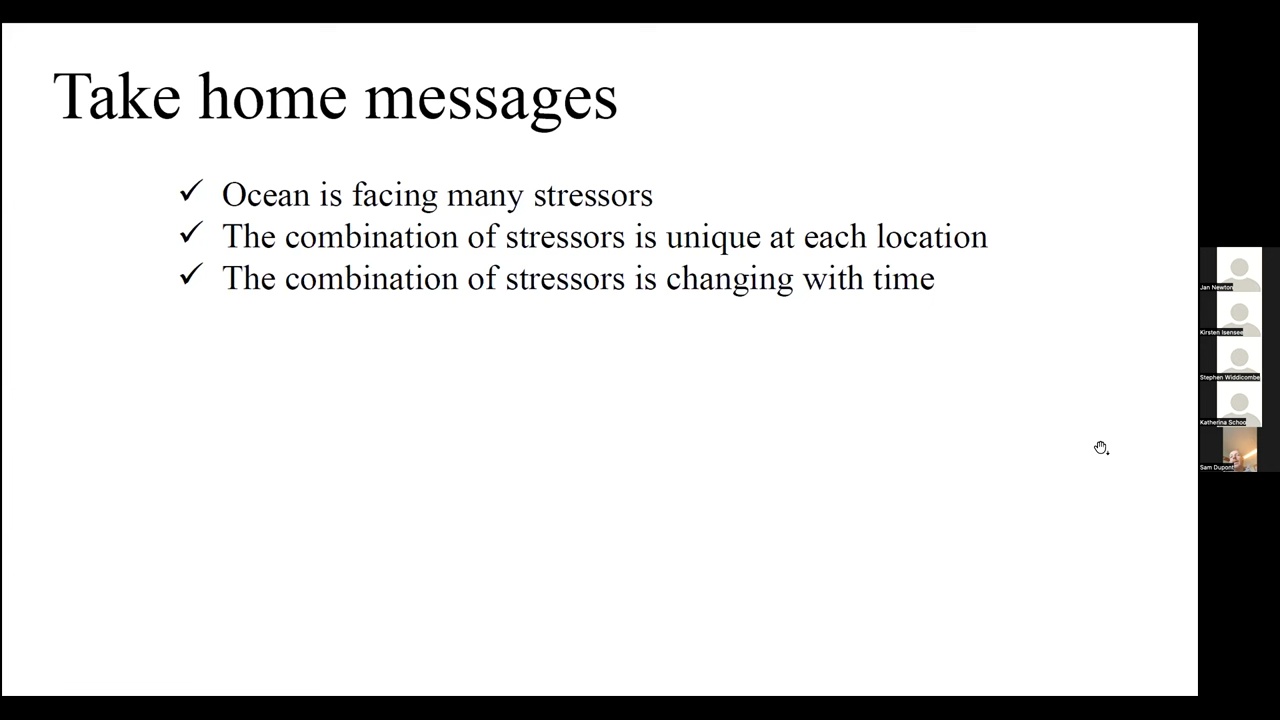 Take home messages
✓ Ocean is facing many stressors
✓ The combination of stressors is unique at each location
✓ The combination of stressors is changing with time
Jan Newton
Kirsten Isensee
Stephen Widdicombe
Katherina Schoo
Sam Dupont